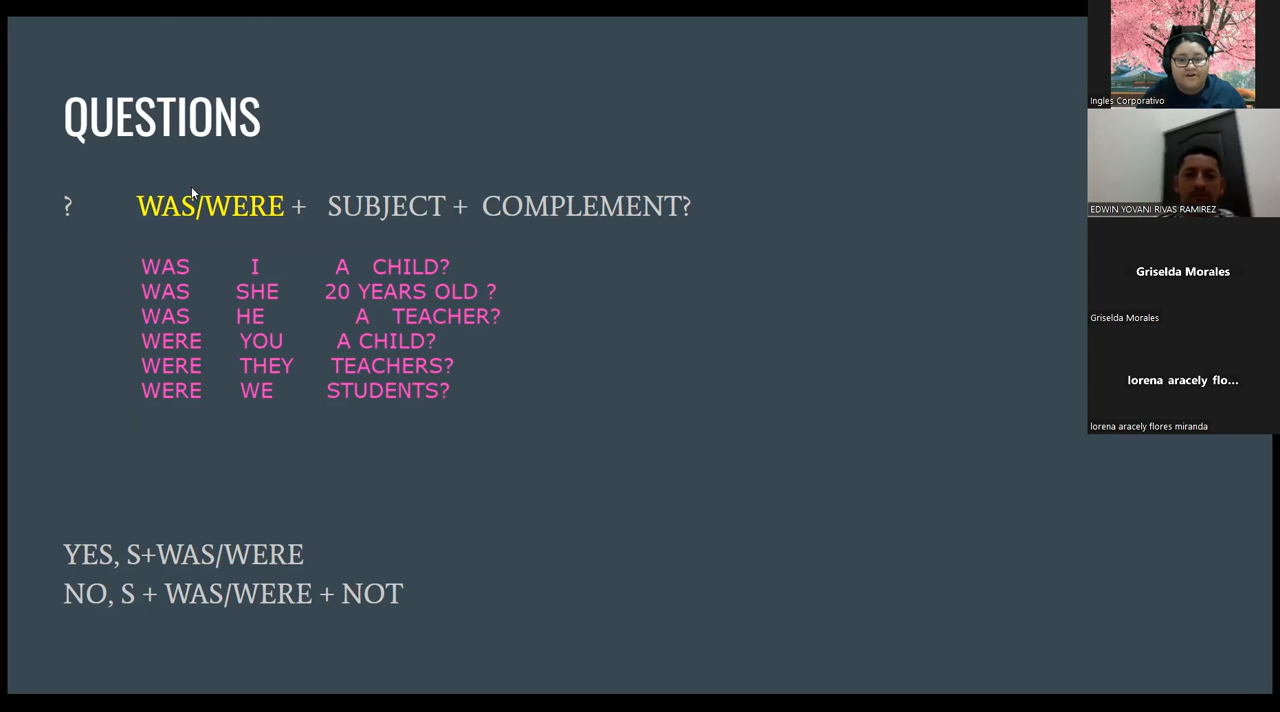 QUESTIONS
? WAS/WERE + SUBJECT + COMPLEMENT?
WAS I A CHILD?
WAS SHE 20 YEARS OLD ?
WAS HE A TEACHER?
WERE YOU A CHILD?
WERE THEY TEACHERS?
WERE WE STUDENTS?
YES, S+WAS/WERE
NO, S + WAS/WERE + NOT
Ingles Corporativo
EDWIN YOVANI RIVAS RAMIREZ
Griselda Morales
Griselda Morales
lorena aracely flo...
lorena aracely flores miranda